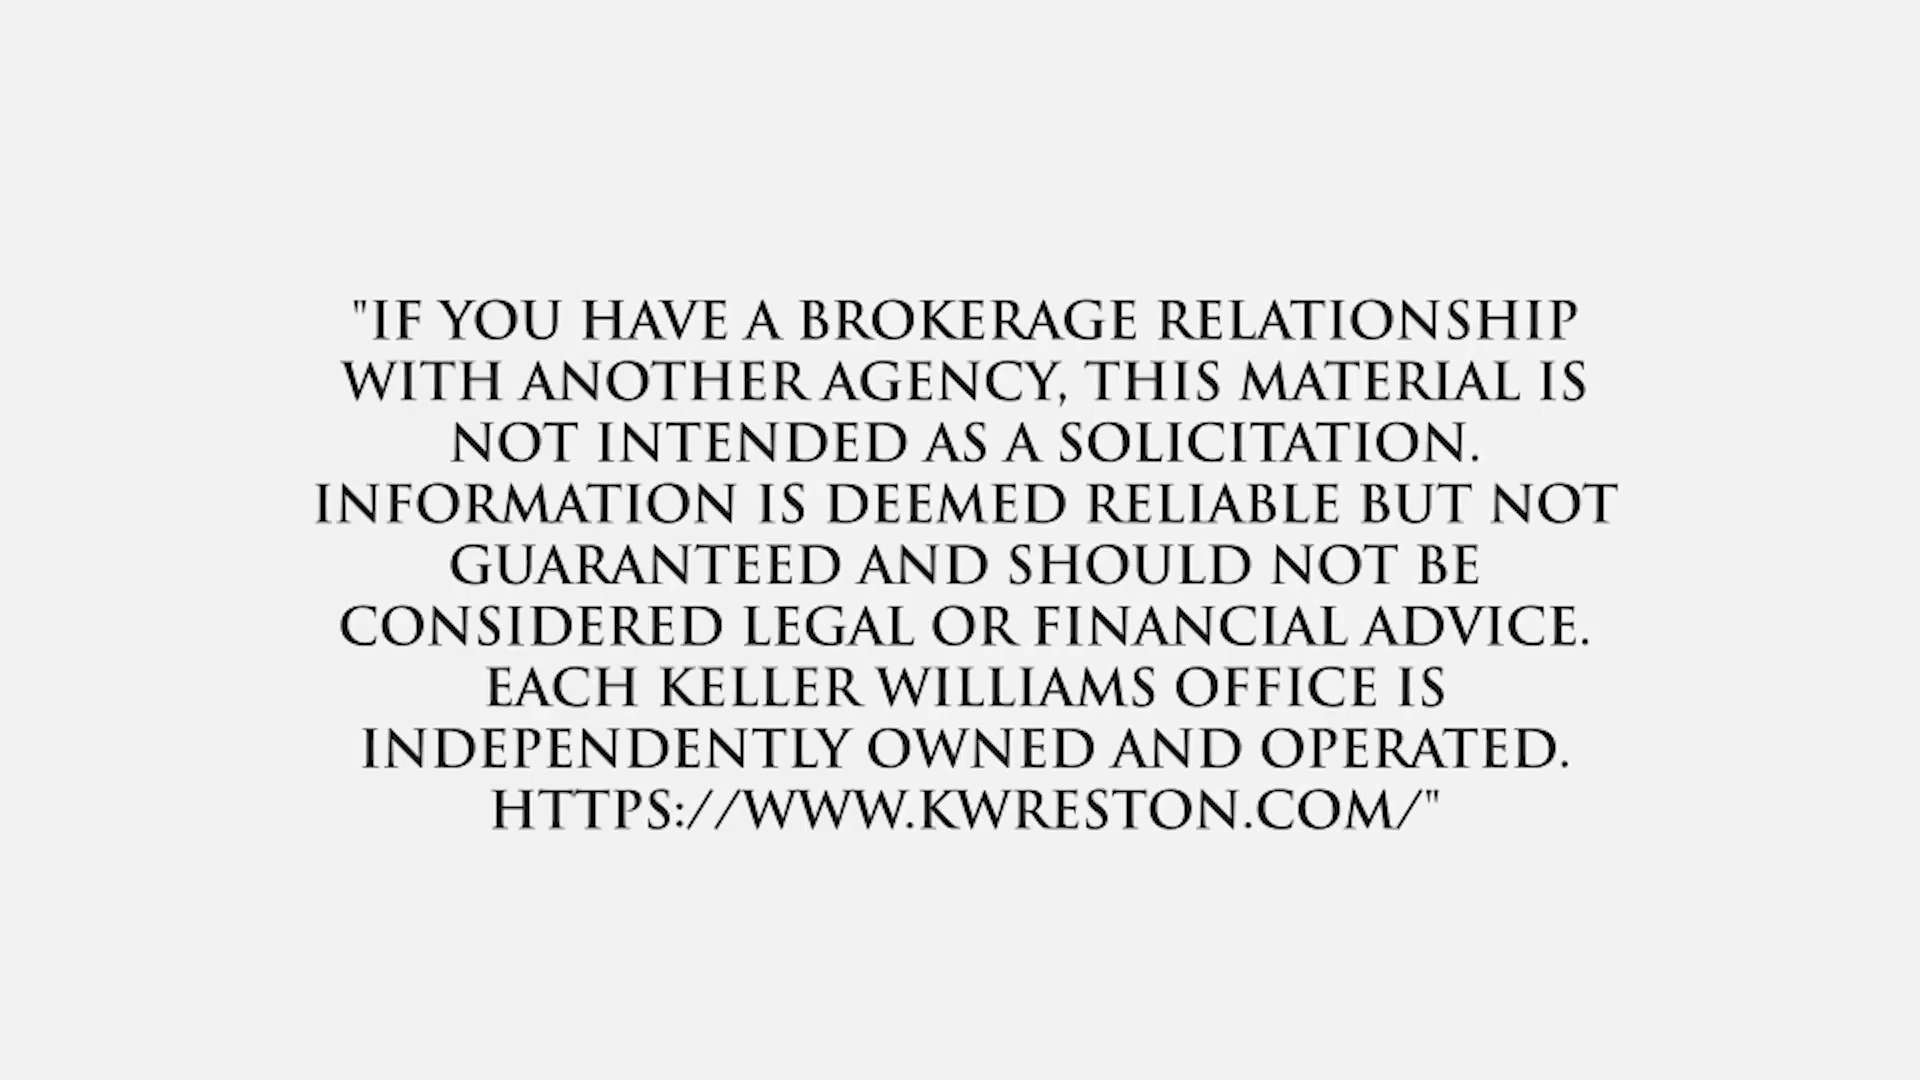 "IF YOU HAVE A BROKERAGE RELATIONSHIP
WITH ANOTHER AGENCY, THIS MATERIAL IS
NOT INTENDED AS A SOLICITATION.
INFORMATION IS DEEMED RELIABLE BUT NOT
GUARANTEED AND SHOULD NOT BE
CONSIDERED LEGAL OR FINANCIAL ADVICE.
EACH KELLER WILLIAMS OFFICE IS
INDEPENDENTLY OWNED AND OPERATED.
HTTPS://WWW.KWRESTON.COM/"